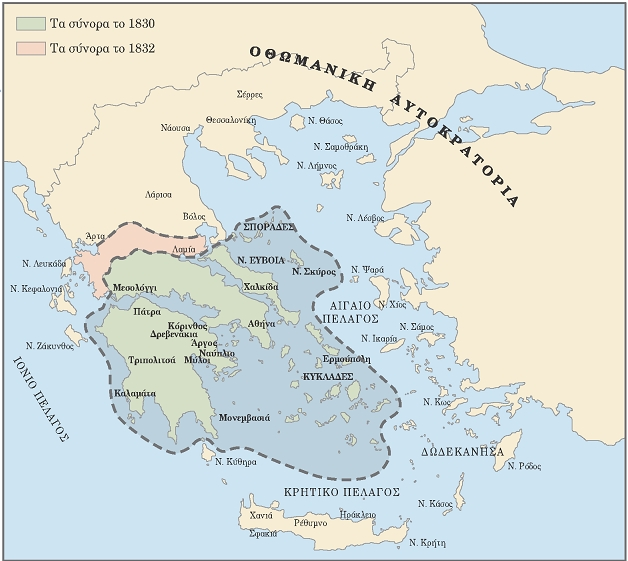 Τα σύνορα το 1830
Τα σύνορα το 1832
ΟΘΩΜΑΝΙΚΗ ΑΥΤΟΚΡΑΤΟΡΙΑ
Σέρρες
Θεσσαλονίκη
Νάουσα
Ν. Θάσος
Ν. Σαμοθράκη
Ν. Λήμνος
Λάρισα
Βόλος
Ν. Λέσβος
ΣΠΟΡΑΔΕΣ
Άρτα
Λαμία
Ν. ΕΥΒΟΙΑ
Ν. Σκύρος
Ν. Λευκάδα
Ν. Ψαρά
Μεσολόγγι
Χαλκίδα
Ν. Κεφαλονιά
Ν. Χίος
ΑΙΓΑΙΟ
ΠΕΛΑΓΟΣ
Πάτρα
Κόρινθος
Αθήνα
Ν. Σάμος
Δρεβενάκια
Άργος
Ν. Ικαρία
Ν. Ζάκυνθος
Ναύπλιο
Τριπολιτσά
Μύλοι
Ερμούπολη
ΚΥΚΛΑΔΕΣ
ΙΟΝΙΟ ΠΕΛΑΓΟΣ
Καλαμάτα
Ν. Κως
Μονεμβασιά
ΔΩΔΕΚΑΝΗΣΑ
Ν. Κύθηρα
Ν. Ρόδος
ΚΡΗΤΙΚΟ ΠΕΛΑΓΟΣ
Ν. Κάσος
Χανιά
Ηράκλειο
Ρέθυμνο
Σφακιά
Ν. Κρήτη